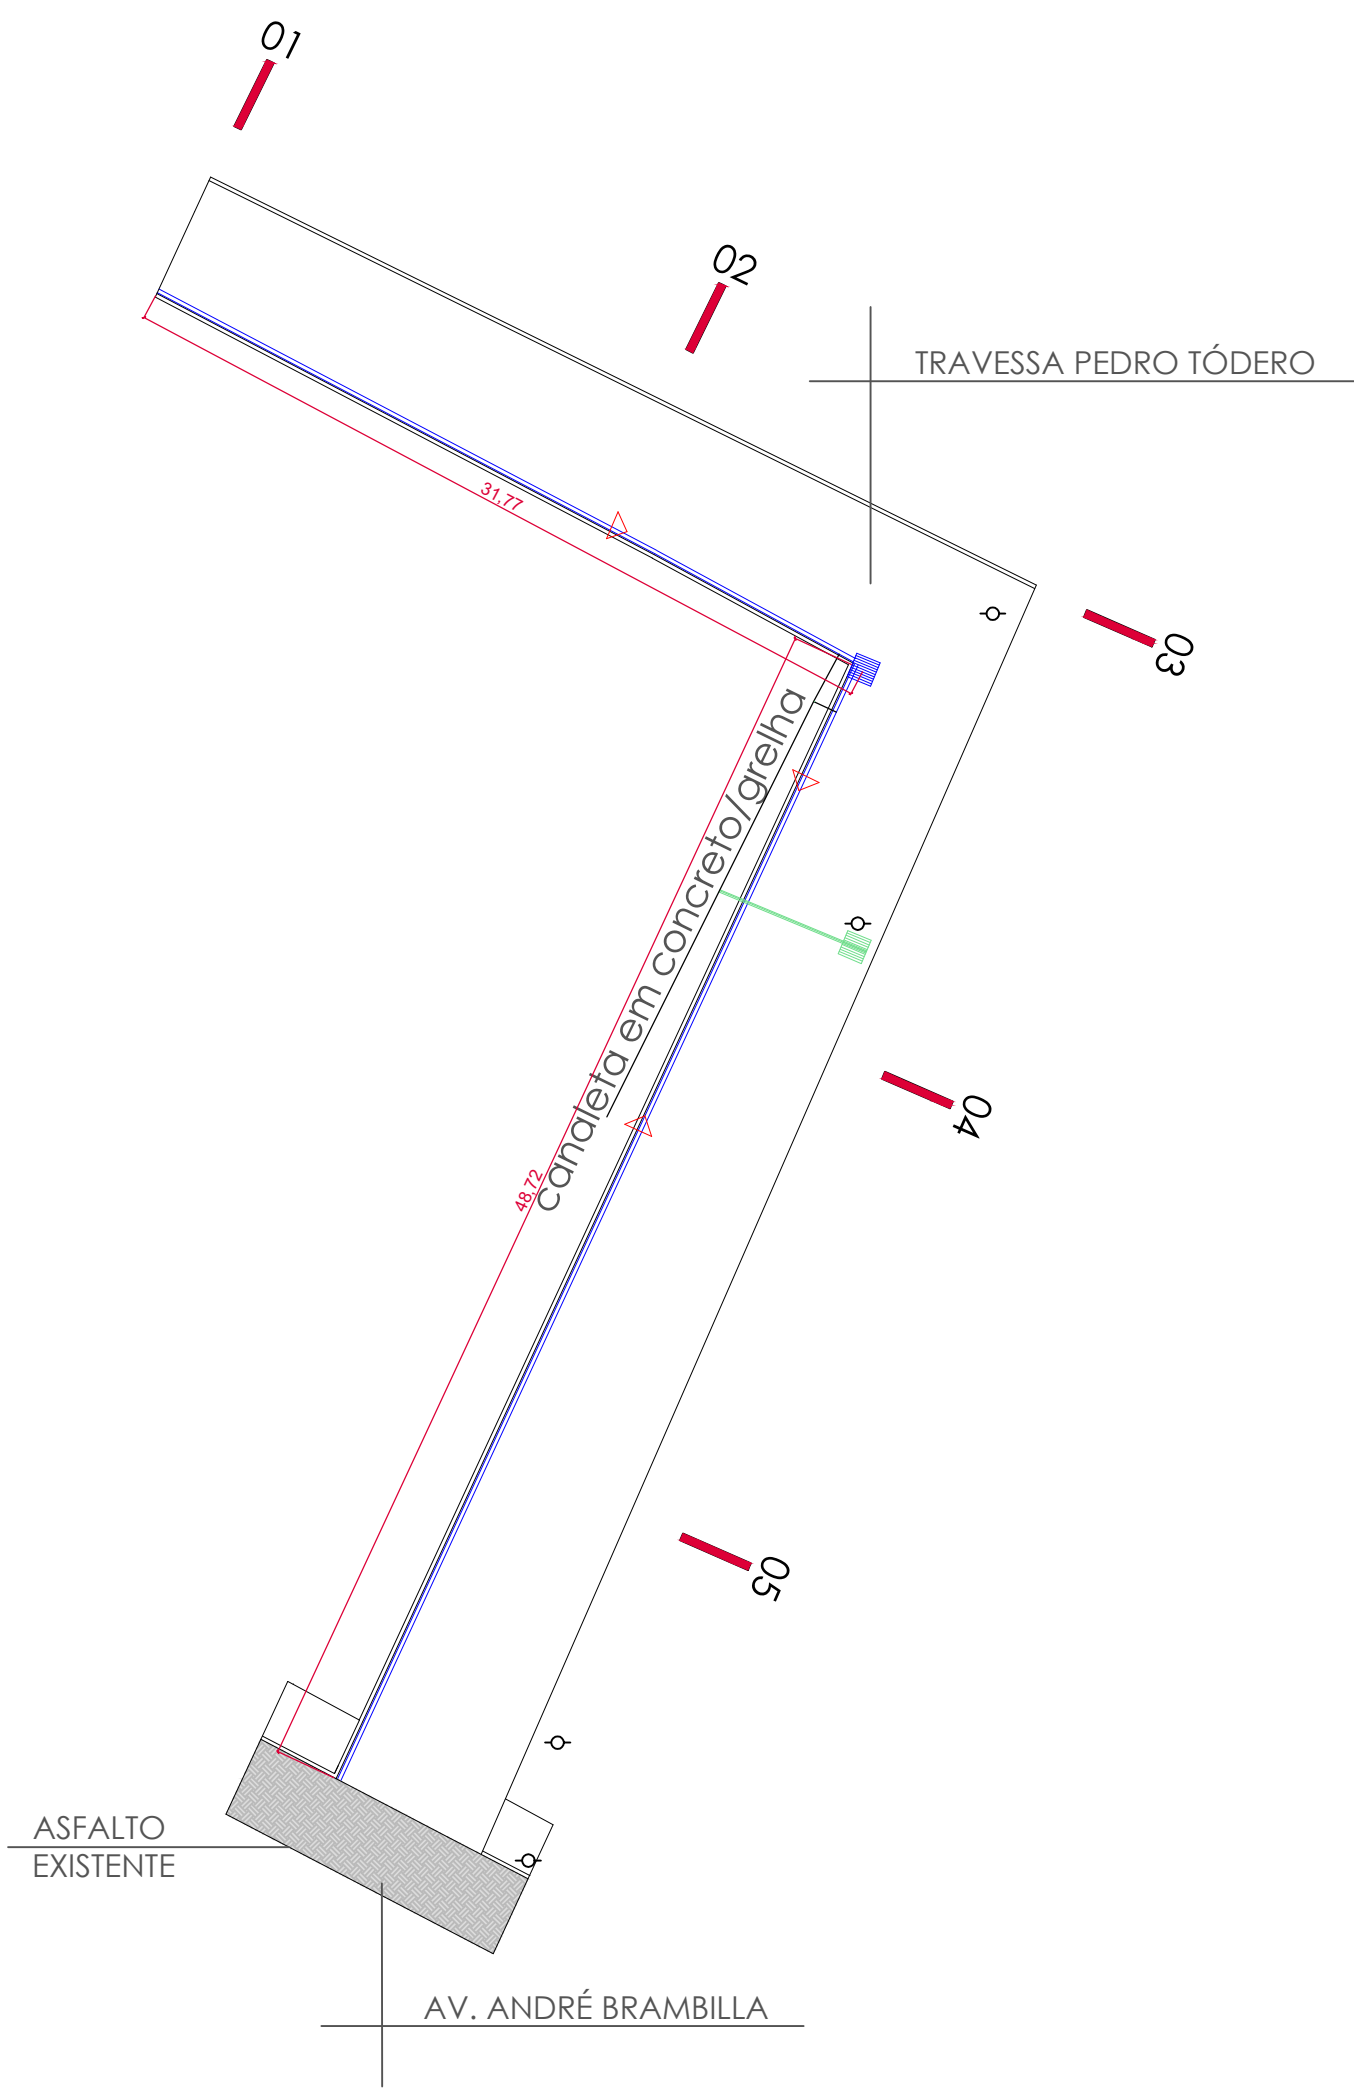 01
02
TRAVESSA PEDRO TÓDERO
31,77
03
canaleta em concreto/grelha
04
48,72
05
ASFALTO
EXISTENTE
AV. ANDRÉ BRAMBILLA